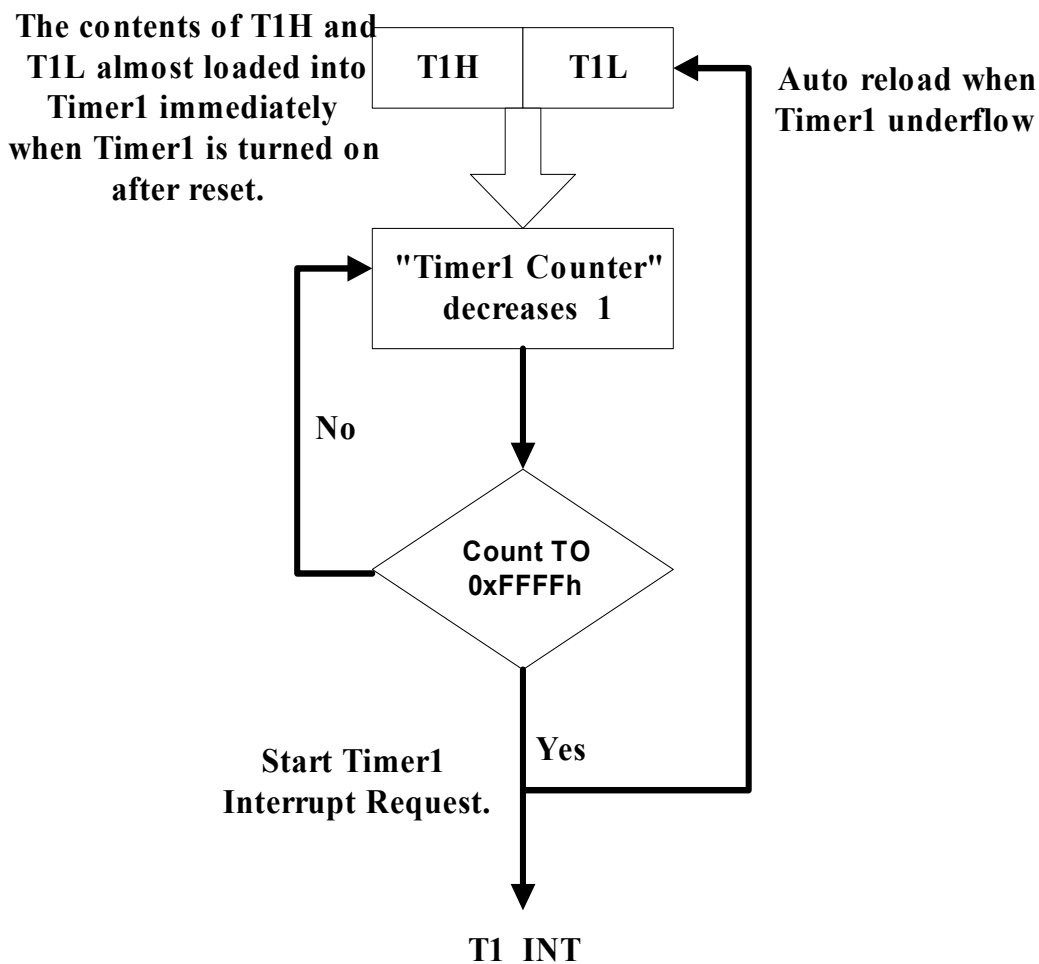 The contents of T1H and
T1L almost loaded into
Timer1 immediately
when Timer1 is turned on
after reset.
T1H
T1L
Auto reload when
Timer1 underflow
"Timer1 Counter"
decreases 1
No
Count TO
0xFFFFh
Yes
Start Timer1
Interrupt Request.
T1 INT